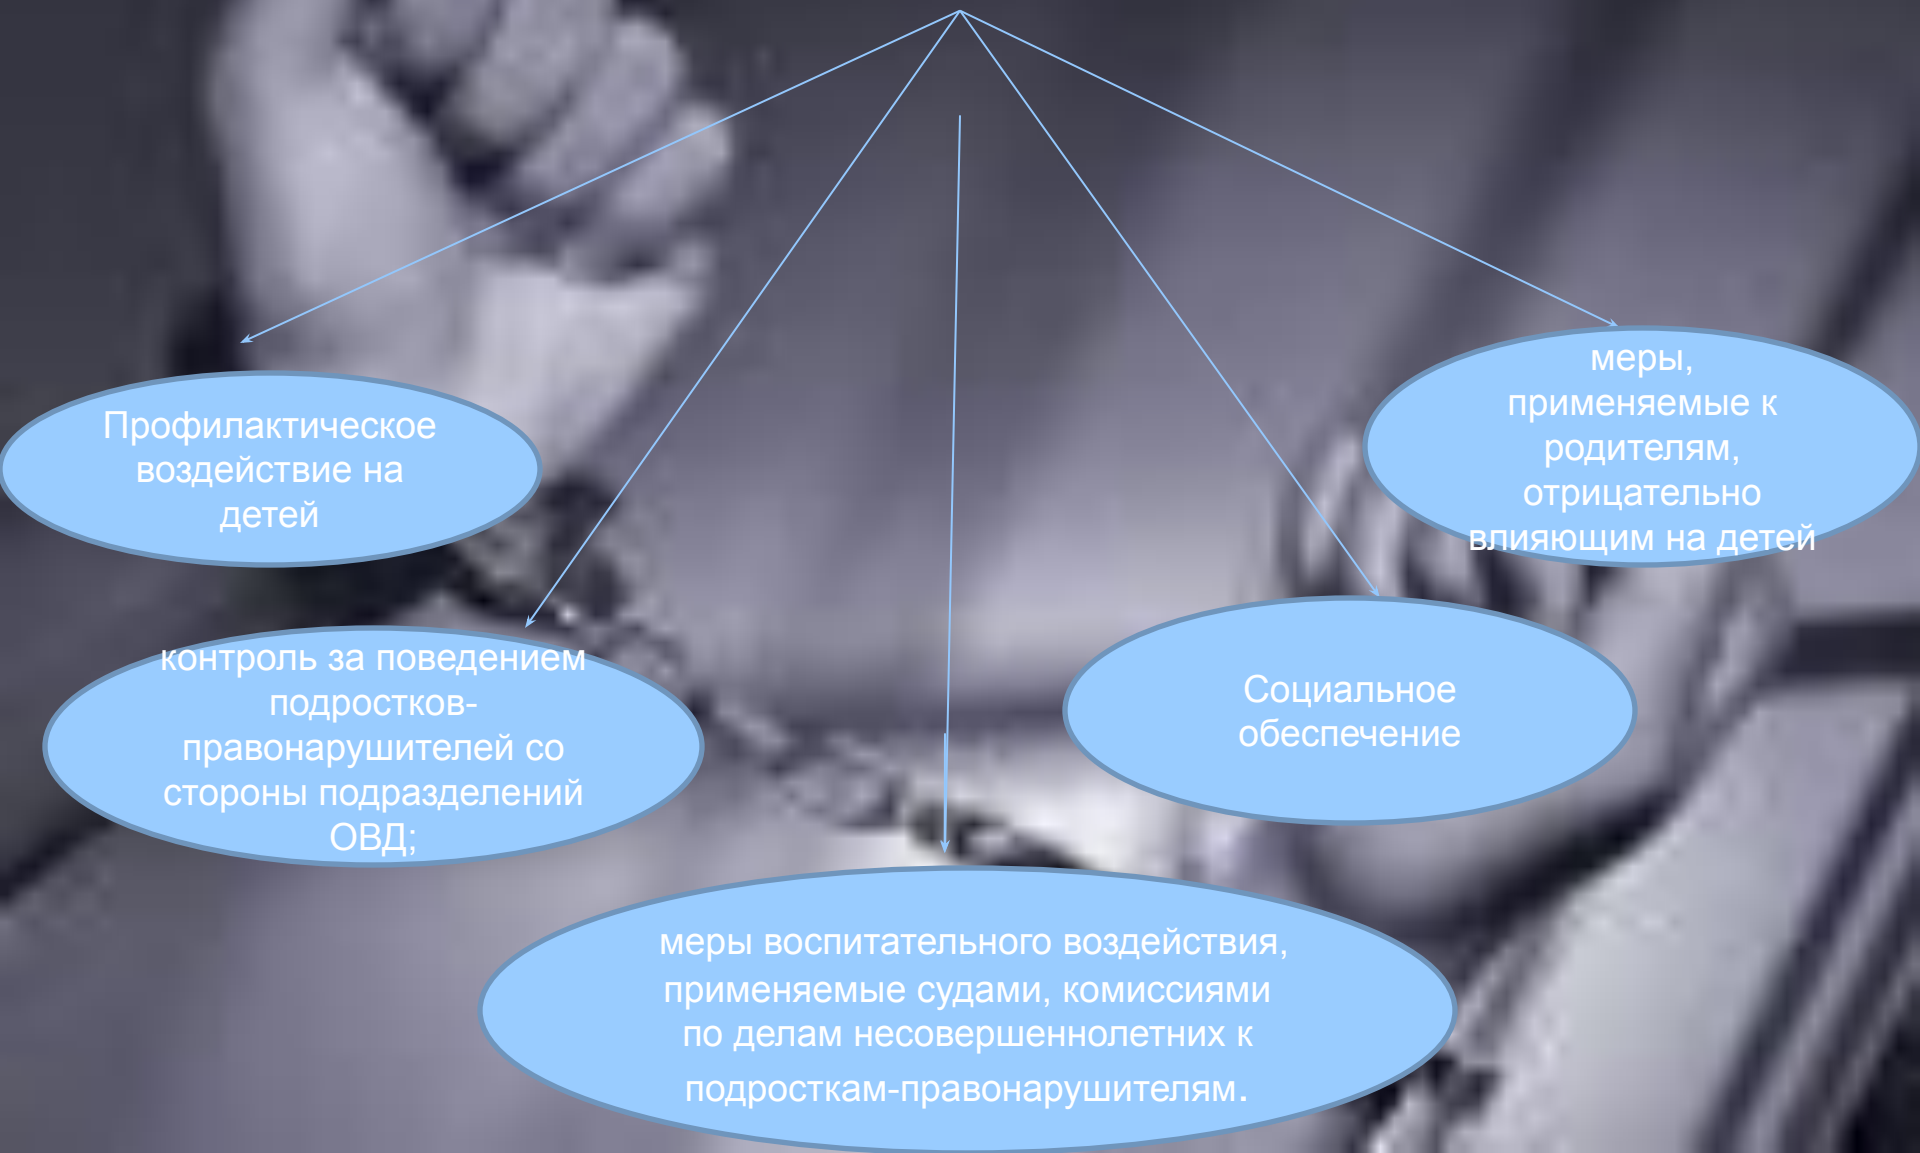 Профилактическое
воздействие на
детей
меры,
применяемые к
родителям,
отрицательно
влияющим на детей
контроль за поведением
подростков-
правонарушителей со
стороны подразделений
ОВД;
Социальное
обеспечение
меры воспитательного воздействия,
применяемые судами, комиссиями
по делам несовершеннолетних к
подросткам-правонарушителям.